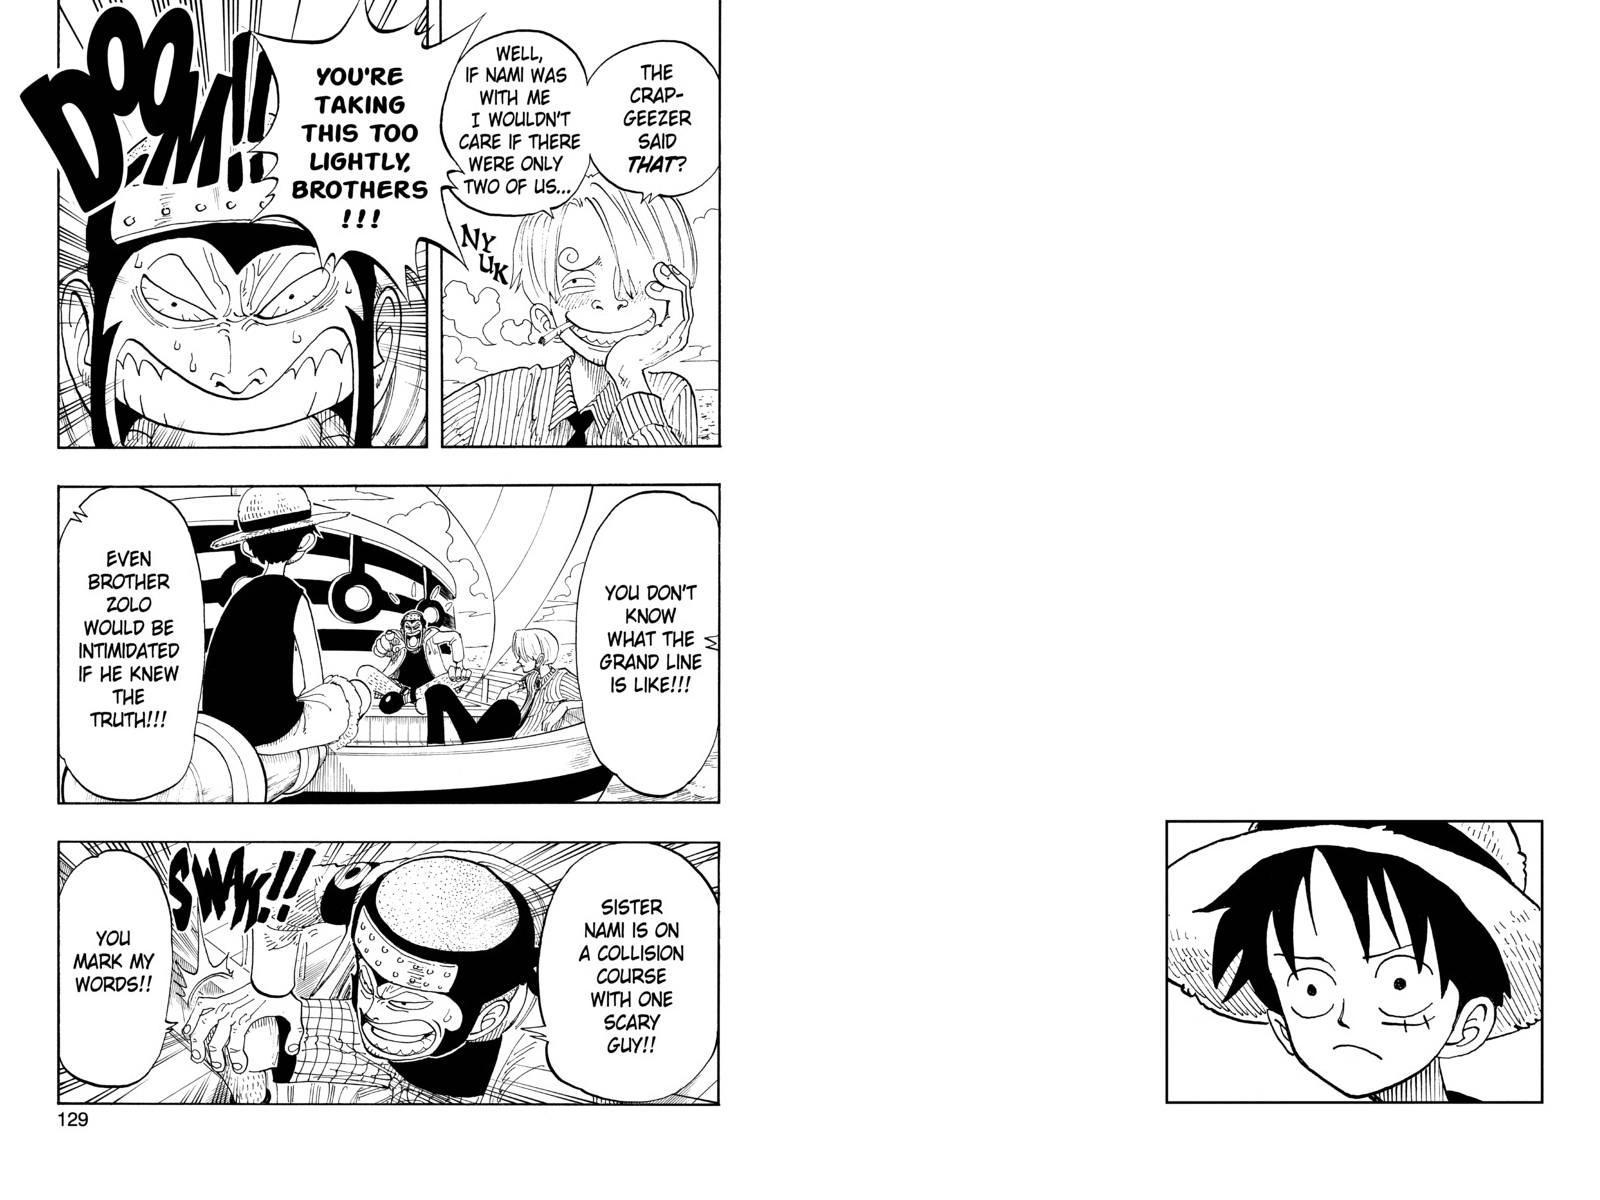 THE
CRAP-
GEEZER
SAID
THAT?
WELL,
IF NAMI WAS
WITH ME
I WOULDN'T
CARE IF THERE
WERE ONLY
TWO OF US...
NYUK
YOU'RE
TAKING
THIS TOO
LIGHTLY,
BROTHERS
!!!
DOOM!!
YOU DON'T
KNOW
WHAT THE
GRAND LINE
IS LIKE!!!
EVEN
BROTHER
ZOLO
WOULD BE
INTIMIDATED
IF HE KNEW
THE
TRUTH!!!
SISTER
NAMI IS ON
A COLLISION
COURSE
WITH ONE
SCARY
GUY!!
SWAK!!
YOU
MARK MY
WORDS!!
129